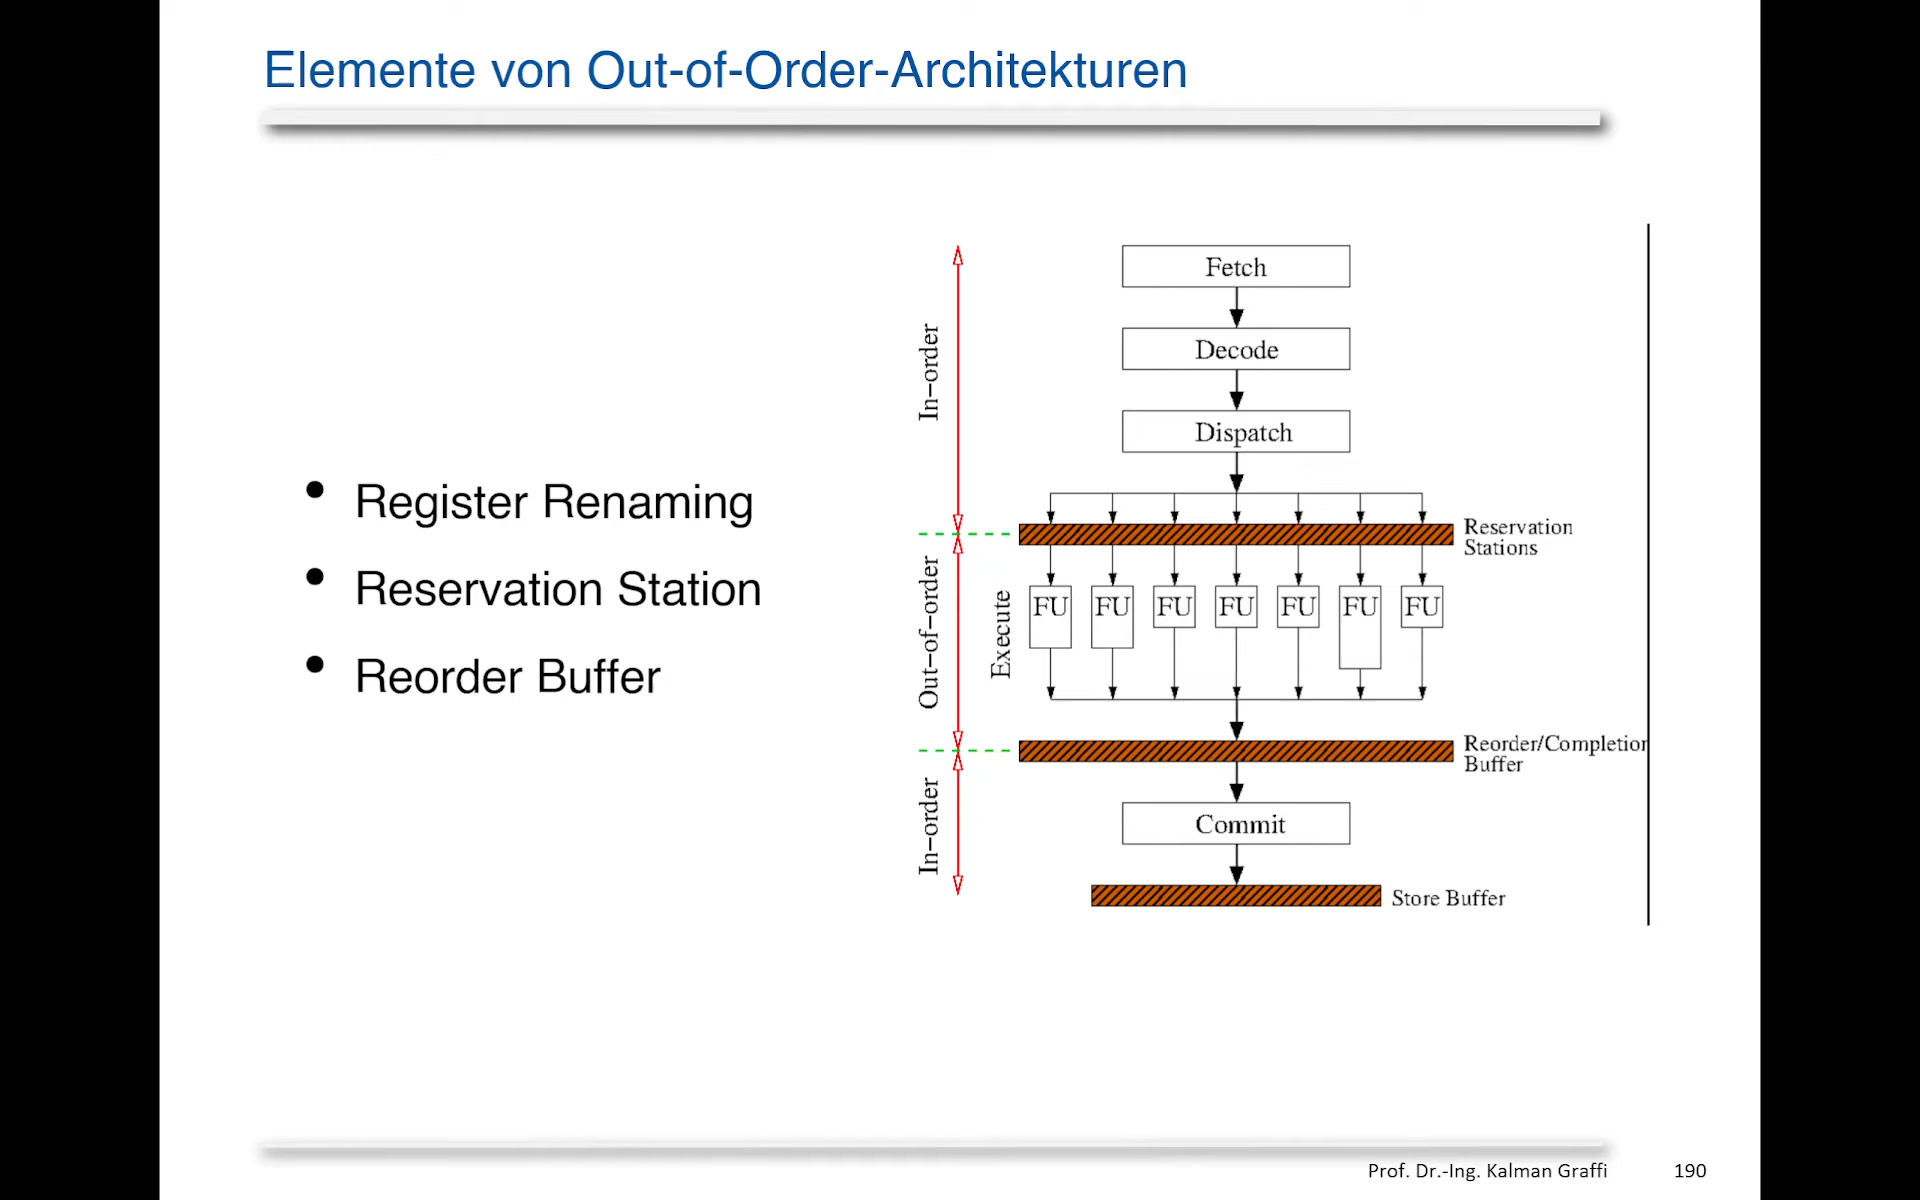 Elemente von Out-of-Order-Architekturen
• Register Renaming
• Reservation Station
• Reorder Buffer
In-order
Out-of-order
In-order
Execute
Fetch
Decode
Dispatch
Reservation
Stations
FU FU FU FU FU FU FU
Reorder/Completion
Buffer
Commit
Store Buffer
Prof. Dr.-Ing. Kalman Graffi 190